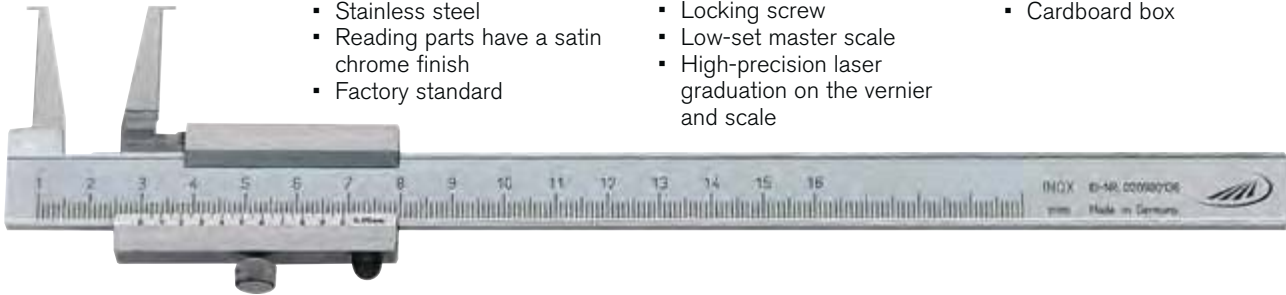 ▪ Stainless steel
▪ Reading parts have a satin
chrome finish
▪ Factory standard
▪ Locking screw
▪ Low-set master scale
▪ High-precision laser
graduation on the vernier
and scale
▪ Cardboard box
1 2 3 4 5 6 7 8 9 10 11 12 13 14 15 16
INOX ID-NR.
mm Made in Germany